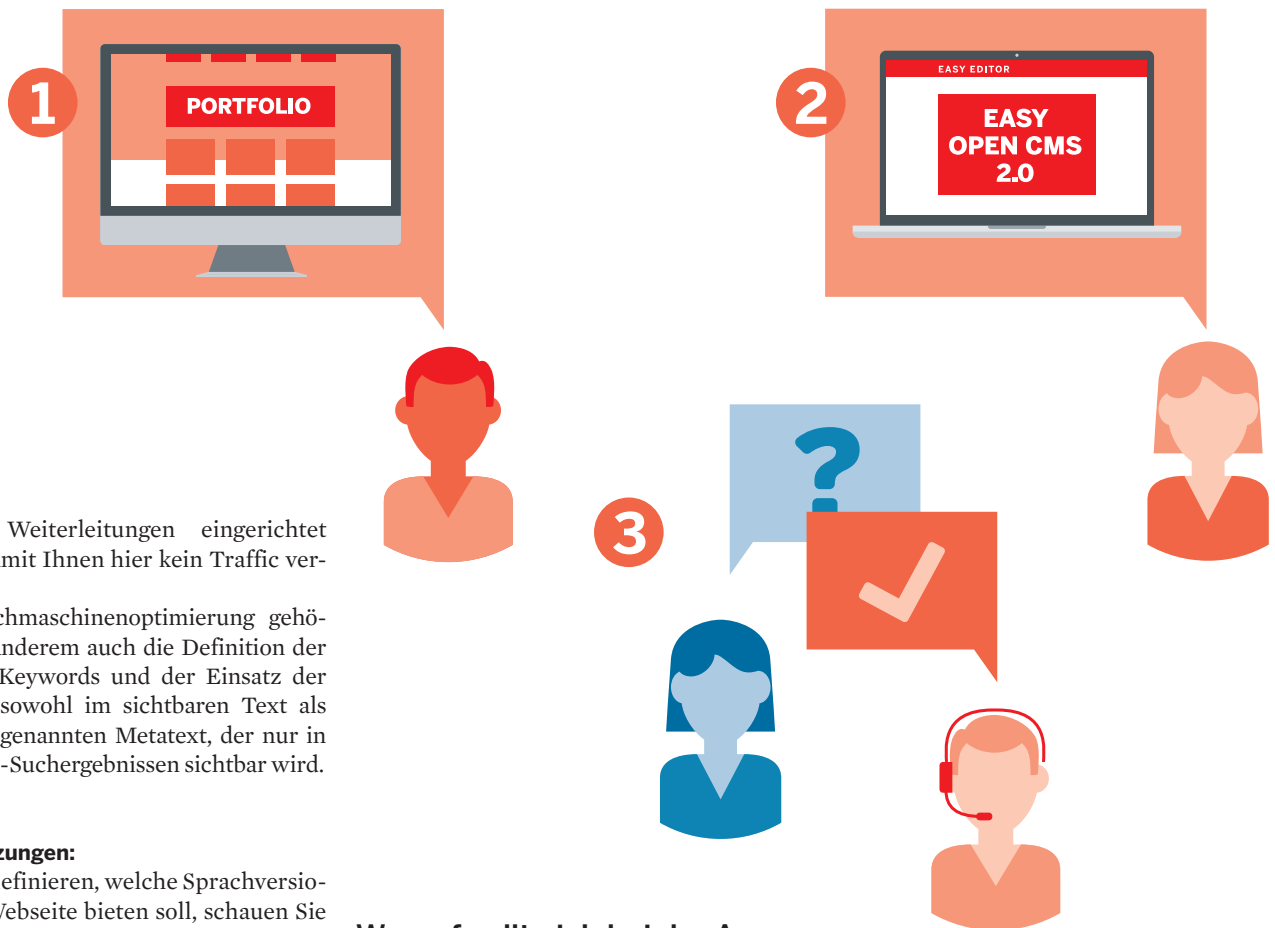 1
PORTFOLIO
2
EASY EDITOR
EASY
OPEN CMS
2.0
3
?
Weiterleitungen eingerichtet
mit Ihnen hier kein Traffic ver-
chmaschinenoptimierung gehö-
anderem auch die Definition der
Keywords und der Einsatz der
sowohl im sichtbaren Text als
genannten Metatext, der nur in
-Suchergebnissen sichtbar wird.
zungen:
efinieren, welche Sprachversio-
Webseite bieten soll, schauen Sie